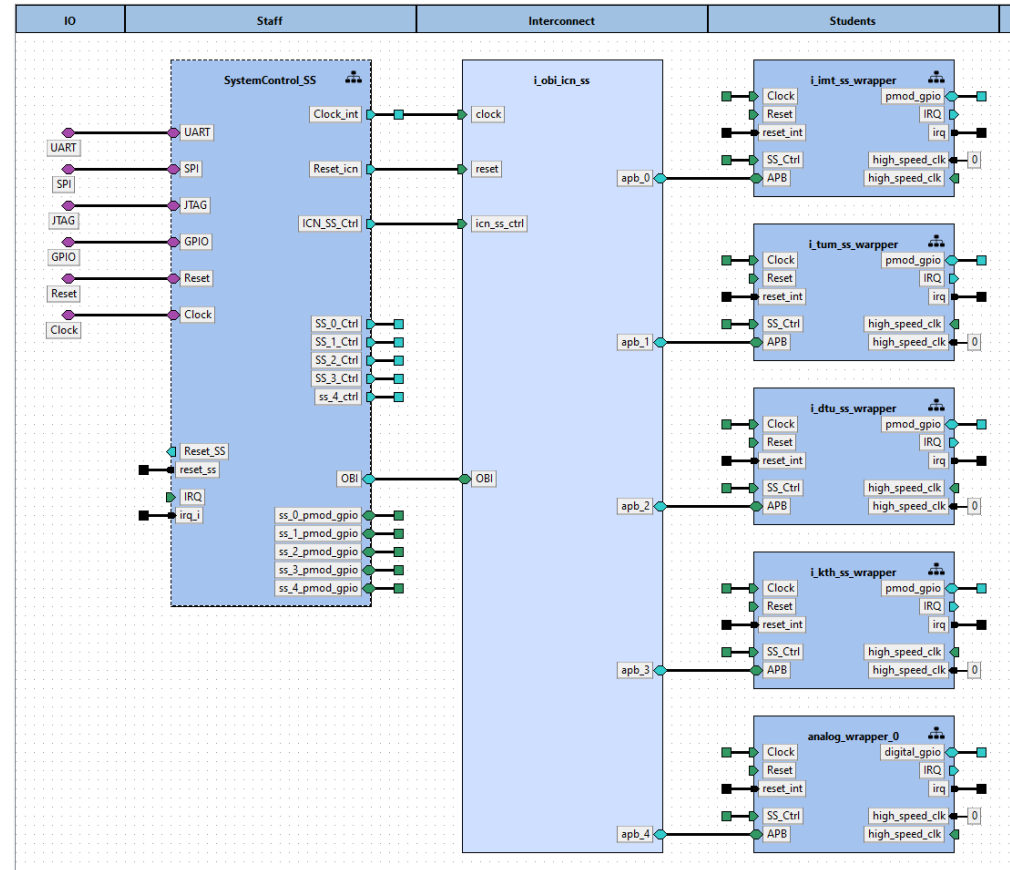 IO
Staff
Interconnect
Students
SystemControl_SS
Clock_int
UART
UART
Reset_icn
SPI
SPI
JTAG
JTAG
ICN_SS_Ctrl
GPIO
GPIO
Reset
Reset
Clock
Clock
SS_0_Ctrl
SS_1_Ctrl
SS_2_Ctrl
SS_3_Ctrl
ss_4_ctrl
Reset_SS
reset_ss
OBI
IRQ
irq_i
ss_0_pmod_gpio
ss_1_pmod_gpio
ss_2_pmod_gpio
ss_3_pmod_gpio
ss_4_pmod_gpio
i_obi_icn_ss
clock
reset
apb_0
icn_ss_ctrl
apb_1
OBI
apb_2
apb_3
apb_4
i_imt_ss_wrapper
Clock pmod_gpio
Reset IRQ
reset_int irq
SS_Ctrl high_speed_clk 0
APB high_speed_clk
i_tum_ss_warpper
Clock pmod_gpio
Reset IRQ
reset_int irq
SS_Ctrl high_speed_clk
APB high_speed_clk 0
i_dtu_ss_wrapper
Clock pmod_gpio
Reset IRQ
reset_int irq
SS_Ctrl high_speed_clk
APB high_speed_clk 0
i_kth_ss_wrapper
Clock pmod_gpio
Reset IRQ
reset_int irq
SS_Ctrl high_speed_clk
APB high_speed_clk 0
analog_wrapper_0
Clock digital_gpio
Reset IRQ
reset_int irq
SS_Ctrl high_speed_clk 0
APB high_speed_clk